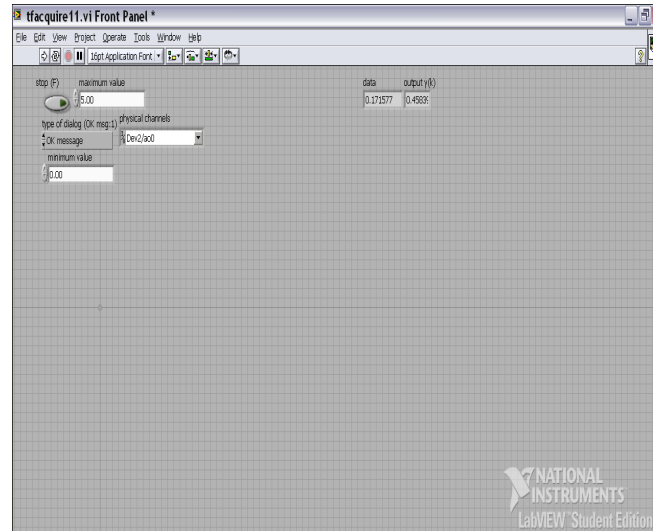 tfacquire11.vi Front Panel *
File Edit View Project Operate Tools Window Help
16pt Application Font
stop (F) maximum value data output y(k)
5.00 0.171577
type of dialog (OK msg:1) physical channels
OK message Dev2/ao0
minimum value
0.00
NATIONAL
INSTRUMENTS
LabVIEW Student Edition